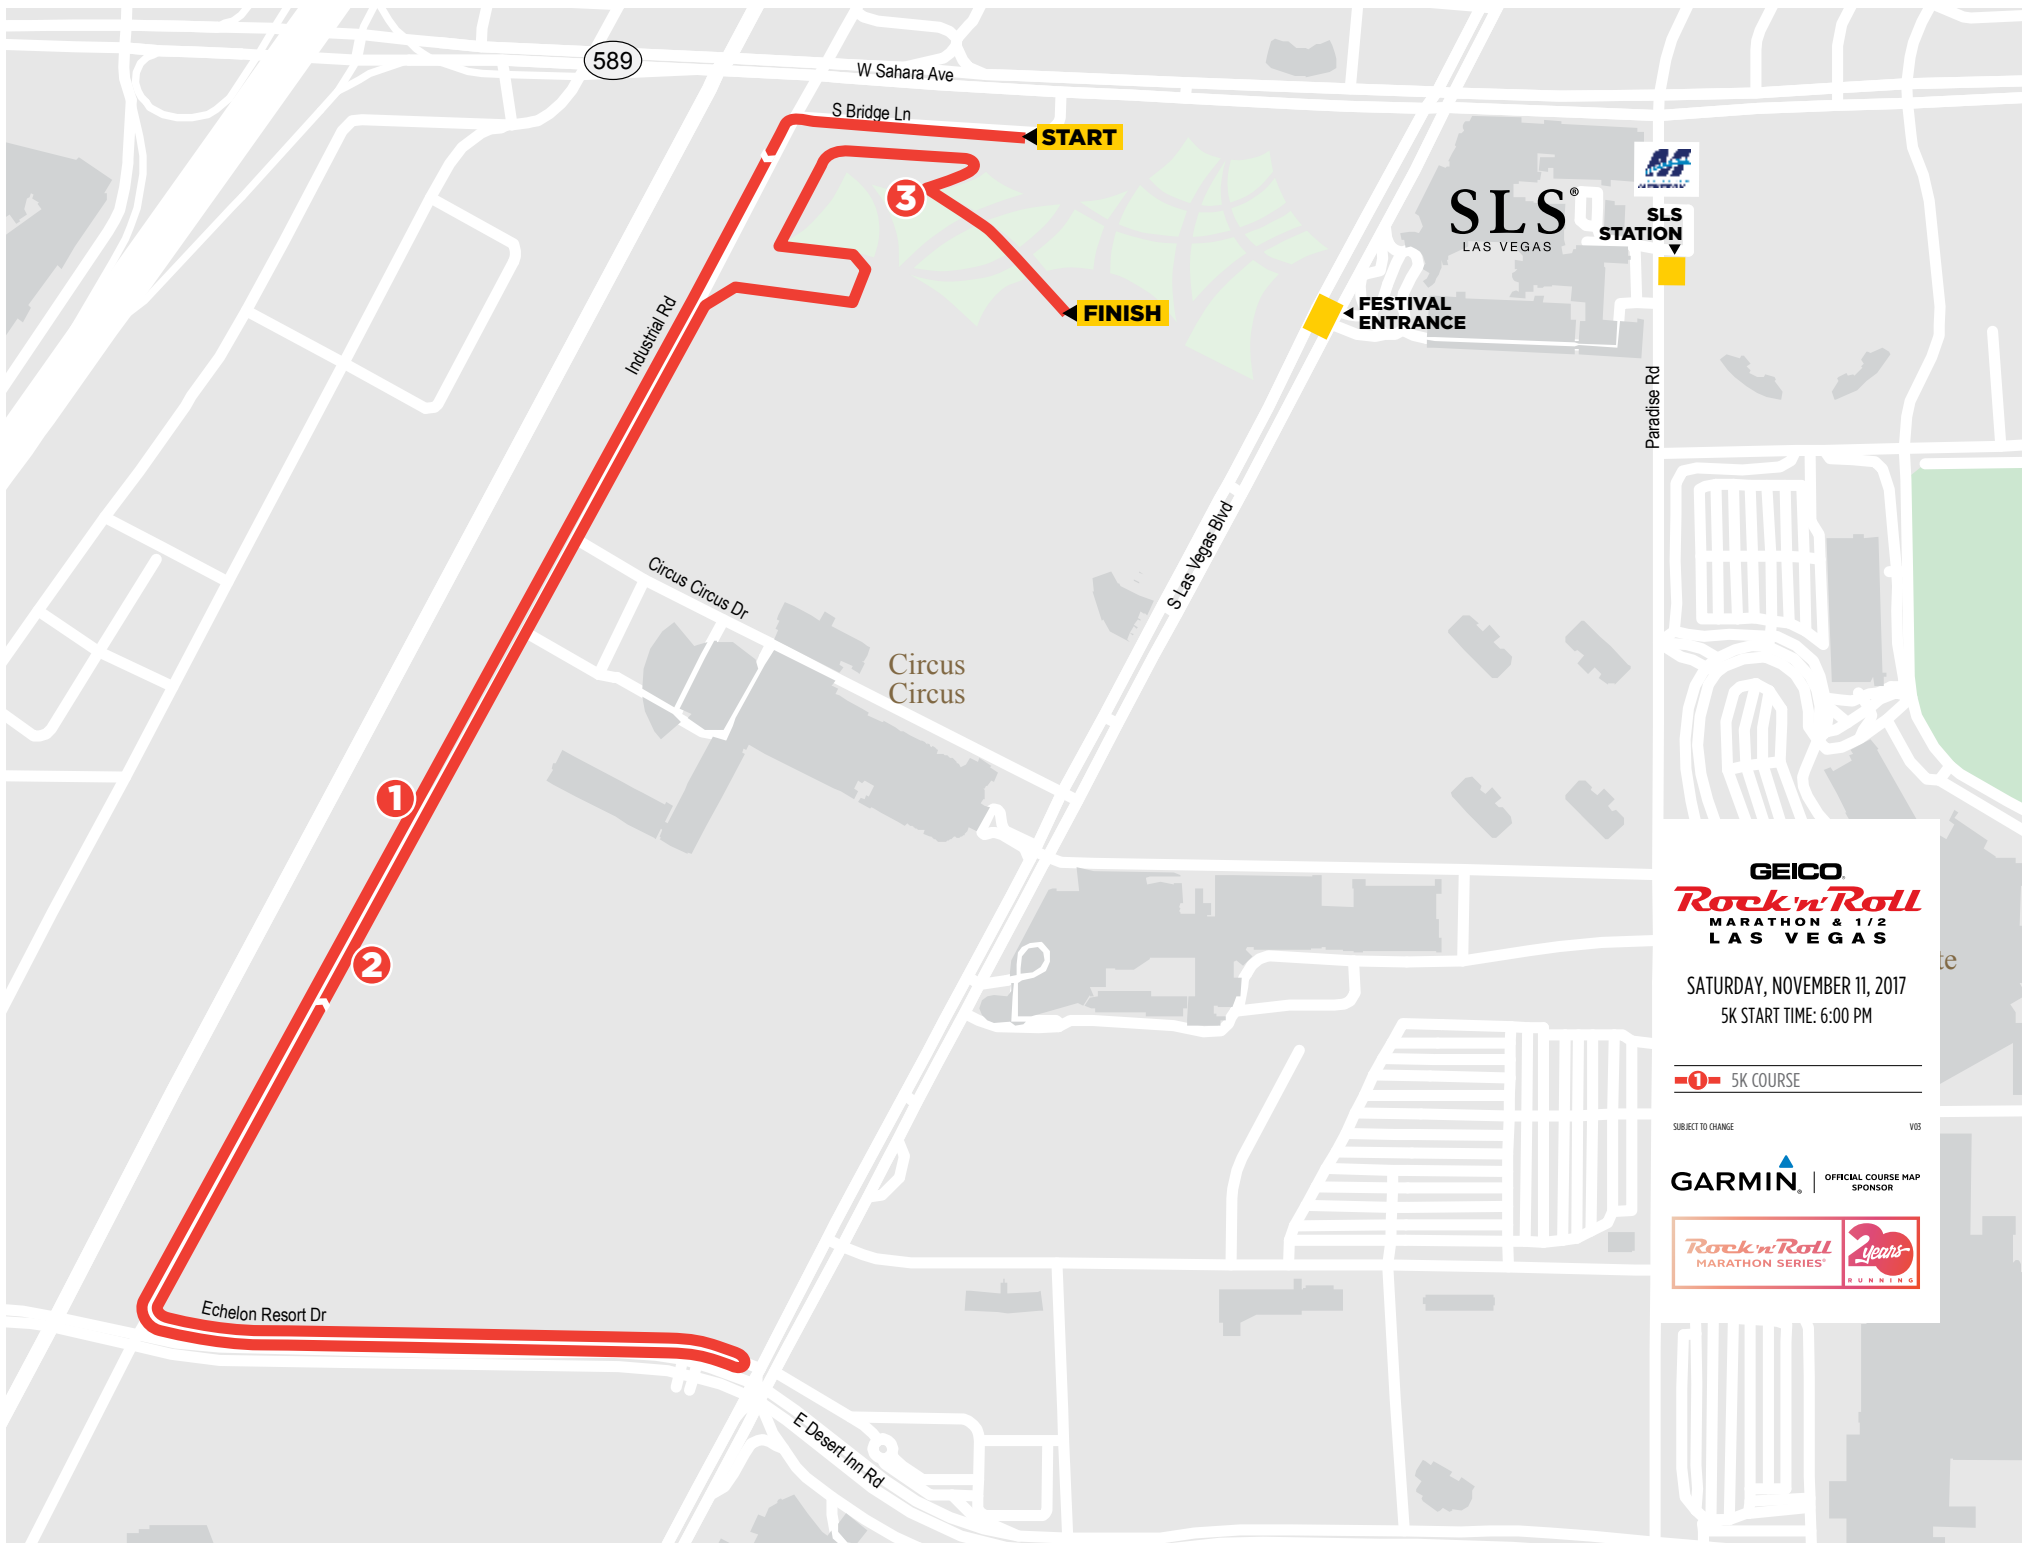 589
W Sahara Ave
S Bridge Ln
START
3
SLS®
LAS VEGAS
SLS
STATION
FINISH
FESTIVAL
ENTRANCE
Industrial Rd
Paradise Rd
S Las Vegas Blvd
Circus Circus Dr
Circus
Circus
1
2
Echelon Resort Dr
E Desert Inn Rd
GEICO
Rock 'n' Roll
MARATHON & 1/2
LAS VEGAS
te
SATURDAY, NOVEMBER 11, 2017
5K START TIME: 6:00 PM
1 5K COURSE
SUBJECT TO CHANGE V03
GARMIN® OFFICIAL COURSE MAP
SPONSOR
Rock 'n' Roll
MARATHON SERIES®
20 years
RUNNING